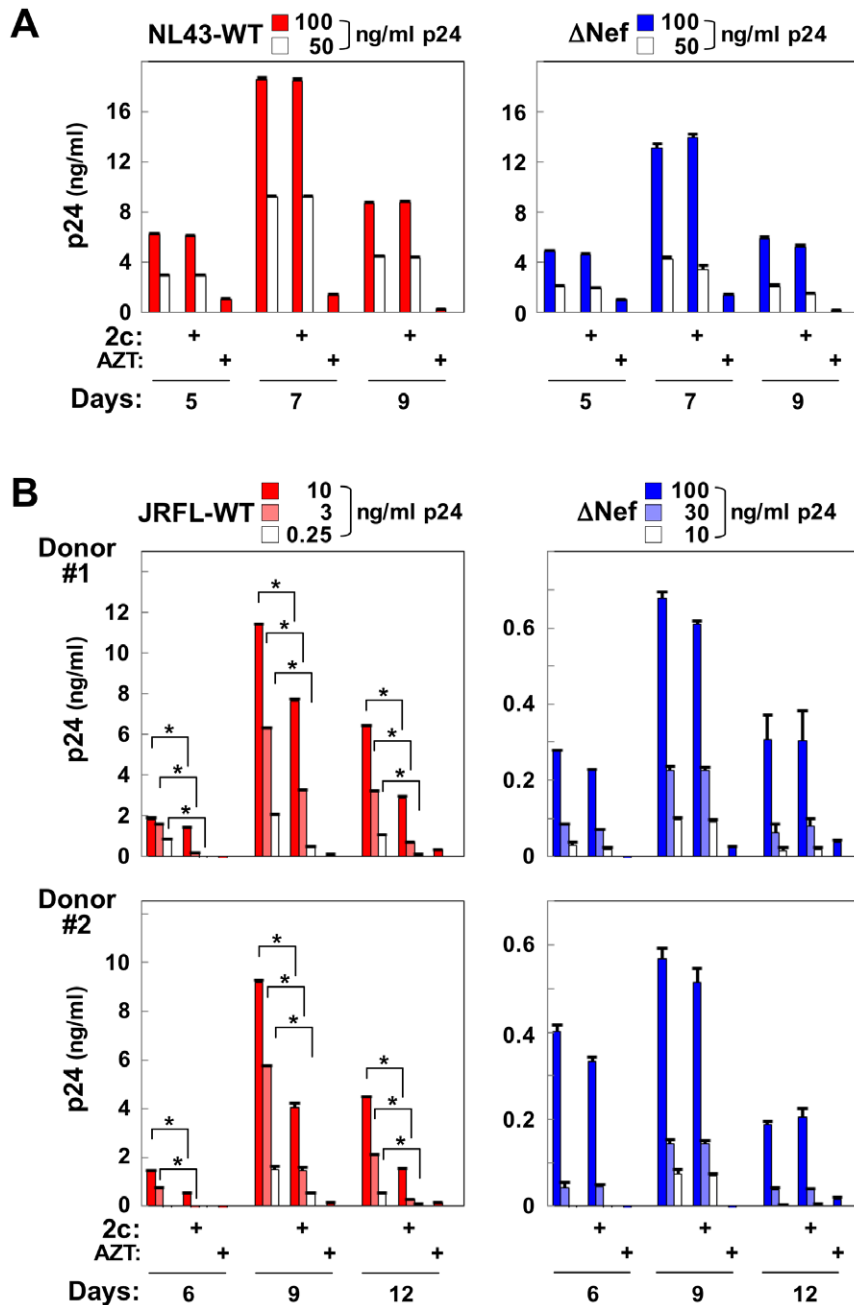 A
NL43-WT 100 50 ng/ml p24
ΔNef 100 50 ng/ml p24
p24 (ng/ml)
16
12
8
4
0
16
12
8
4
0
2c: + + + + + +
AZT: + + + + + +
Days: 5 7 9 5 7 9
B
JRFL-WT 10 3 0.25 ng/ml p24
ΔNef 100 30 10 ng/ml p24
Donor
#1
p24 (ng/ml)
12
10
8
6
4
2
0
* * * * * * * * *
0.6
0.4
0.2
0
Donor
#2
p24 (ng/ml)
10
8
6
4
2
0
* * * * * * * *
0.6
0.4
0.2
0
2c: + + + + + +
AZT: + + + + + +
Days: 6 9 12 6 9 12